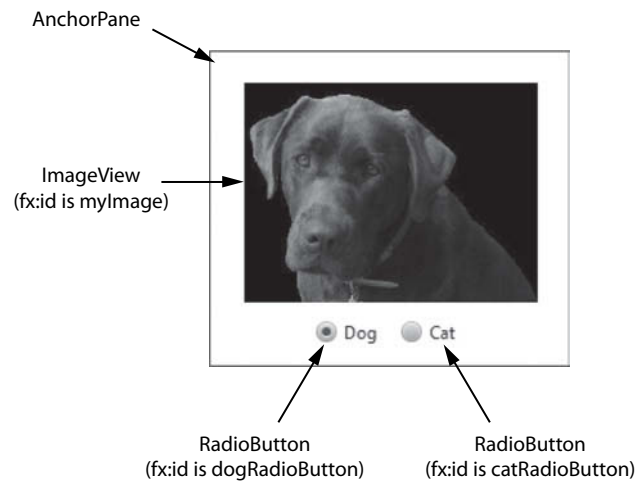 AnchorPane
ImageView
(fx:id is myImage)
Dog
Cat
RadioButton
(fx:id is dogRadioButton)
RadioButton
(fx:id is catRadioButton)